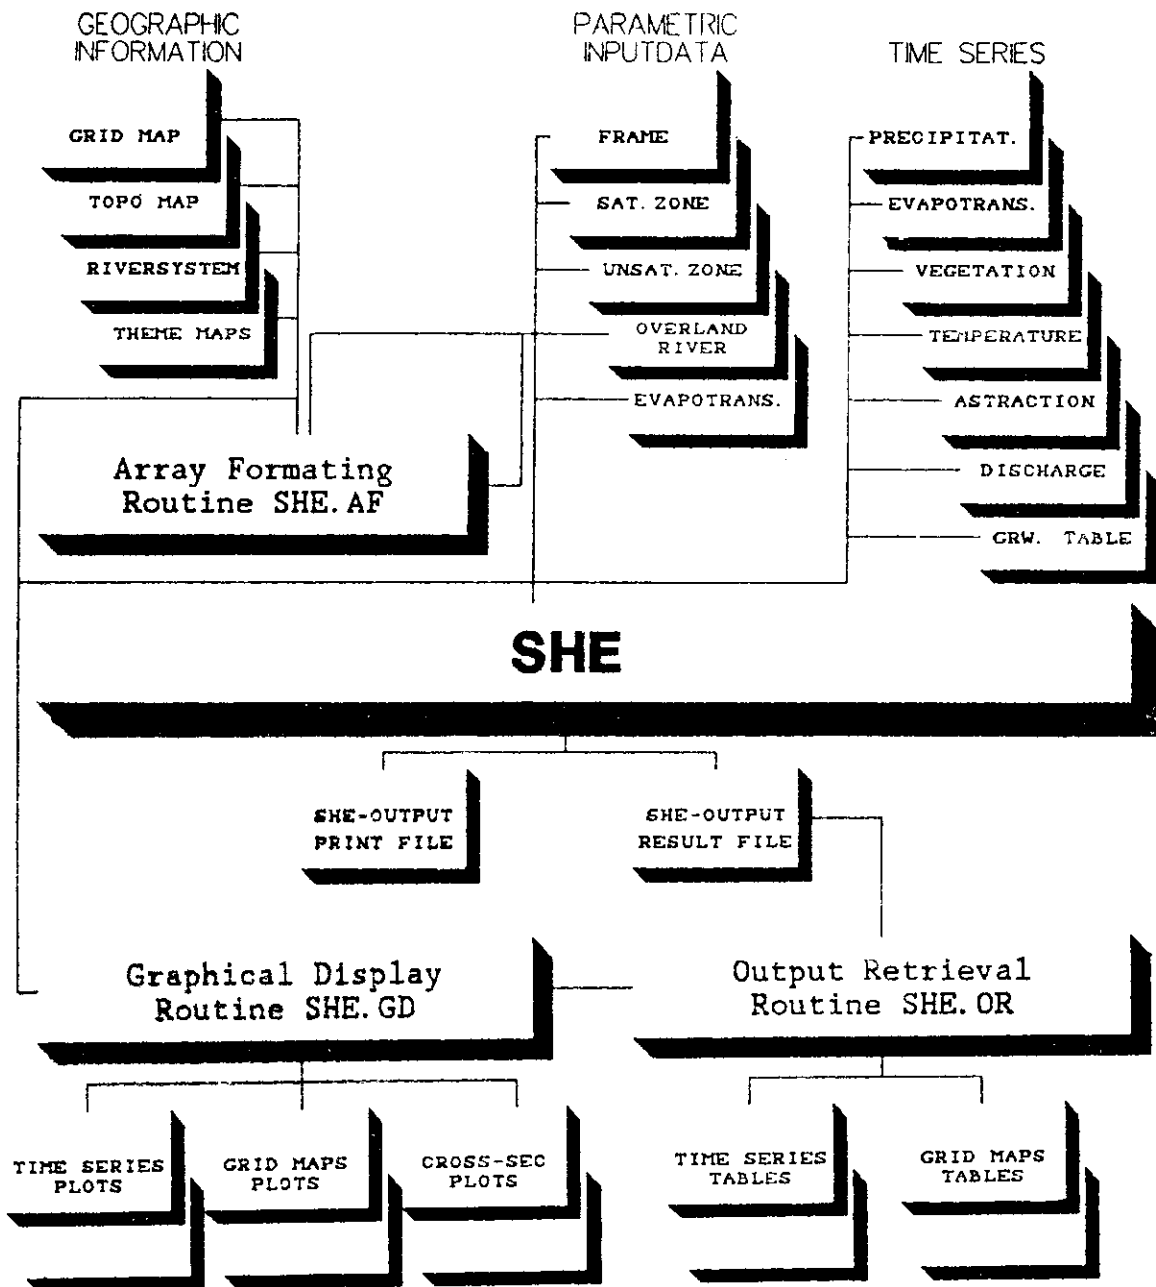 GEOGRAPHIC
INFORMATION
GRID MAP
TOPO MAP
RIVERSYSTEM
THEME MAPS
PARAMETRIC
INPUTDATA
FRAME
SAT. ZONE
UNSAT. ZONE
OVERLAND
RIVER
EVAPOTRANS.
TIME SERIES
PRECIPITAT.
EVAPOTRANS.
VEGETATION
TEMPERATURE
ASTRACTION
DISCHARGE
GRW. TABLE
Array Formating
Routine SHE.AF
SHE
SHE-OUTPUT
PRINT FILE
SHE-OUTPUT
RESULT FILE
Graphical Display
Routine SHE.GD
Output Retrieval
Routine SHE.OR
TIME SERIES
PLOTS
GRID MAPS
PLOTS
CROSS-SEC
PLOTS
TIME SERIES
TABLES
GRID MAPS
TABLES